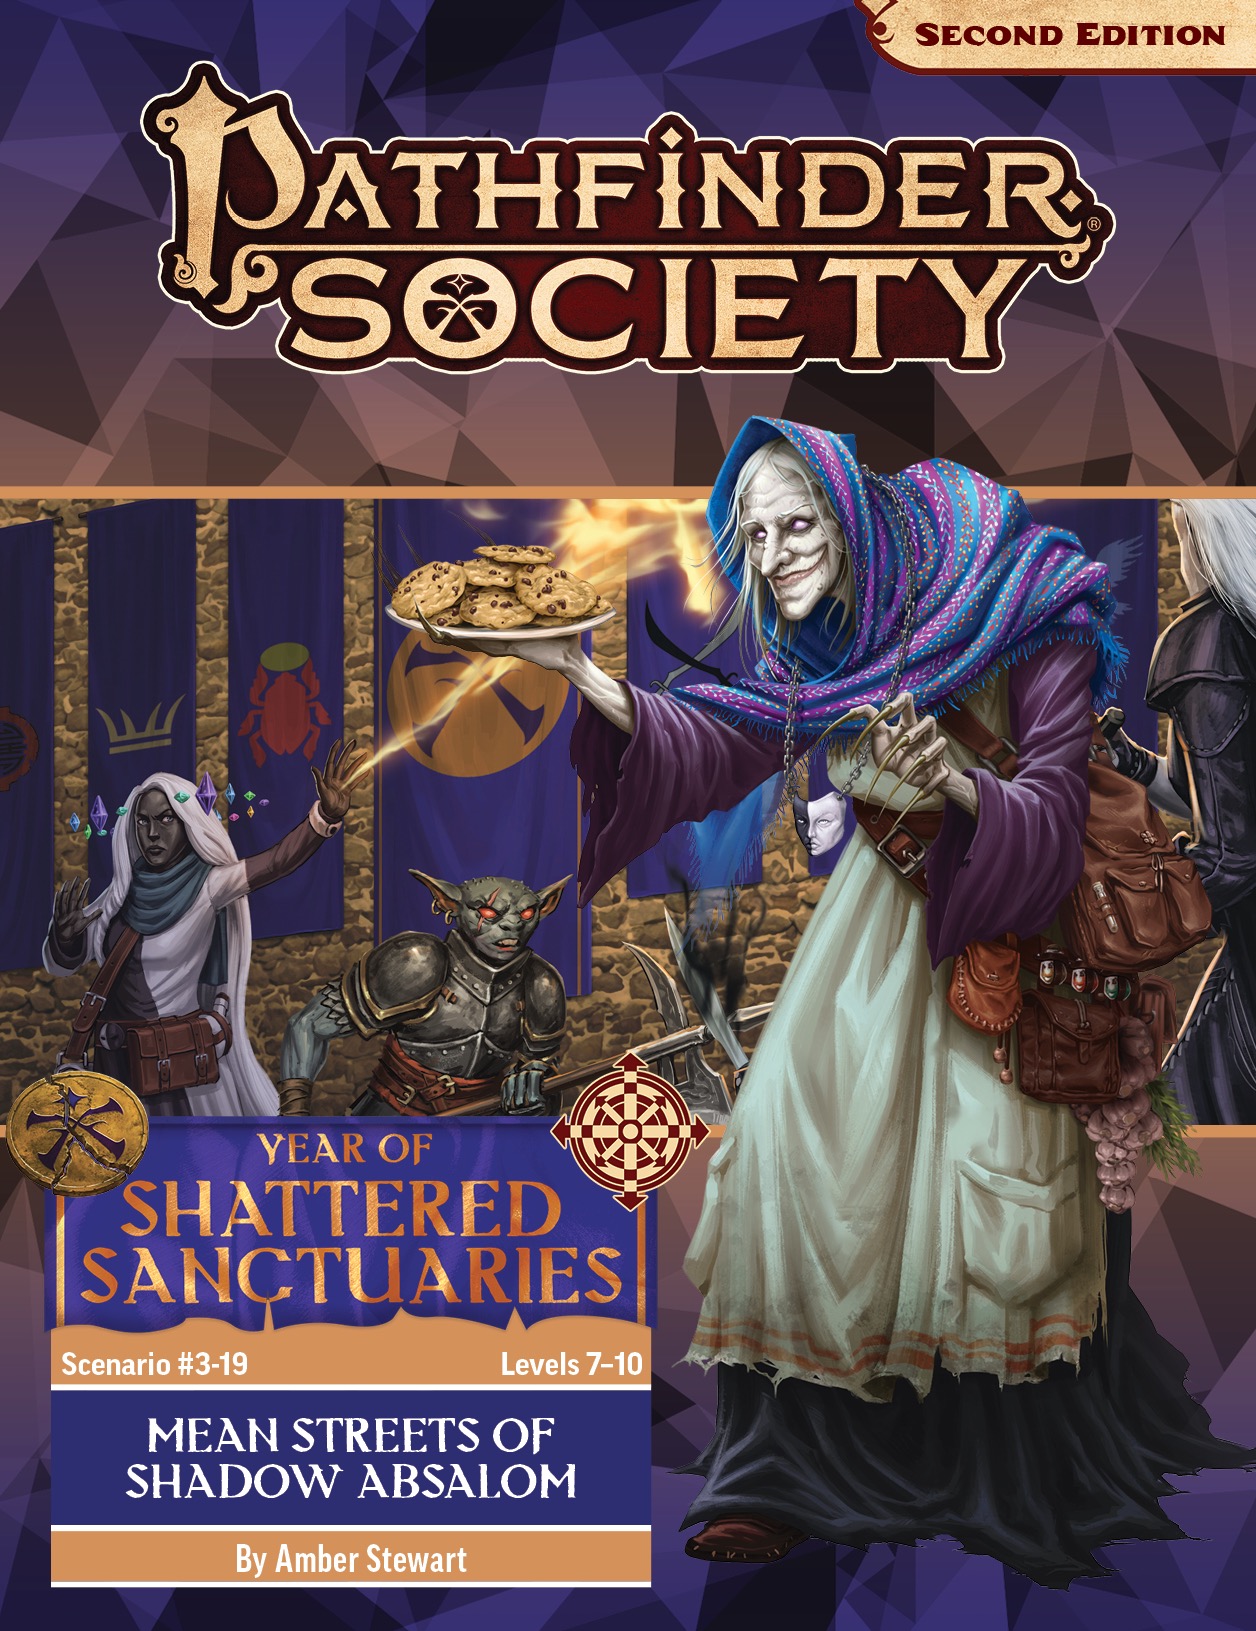 SECOND EDITION
PATHFINDER®
SOCIETY
YEAR OF
SHATTERED
SANCTUARIES
Scenario #3-19 Levels 7–10
MEAN STREETS OF
SHADOW ABSALOM
By Amber Stewart